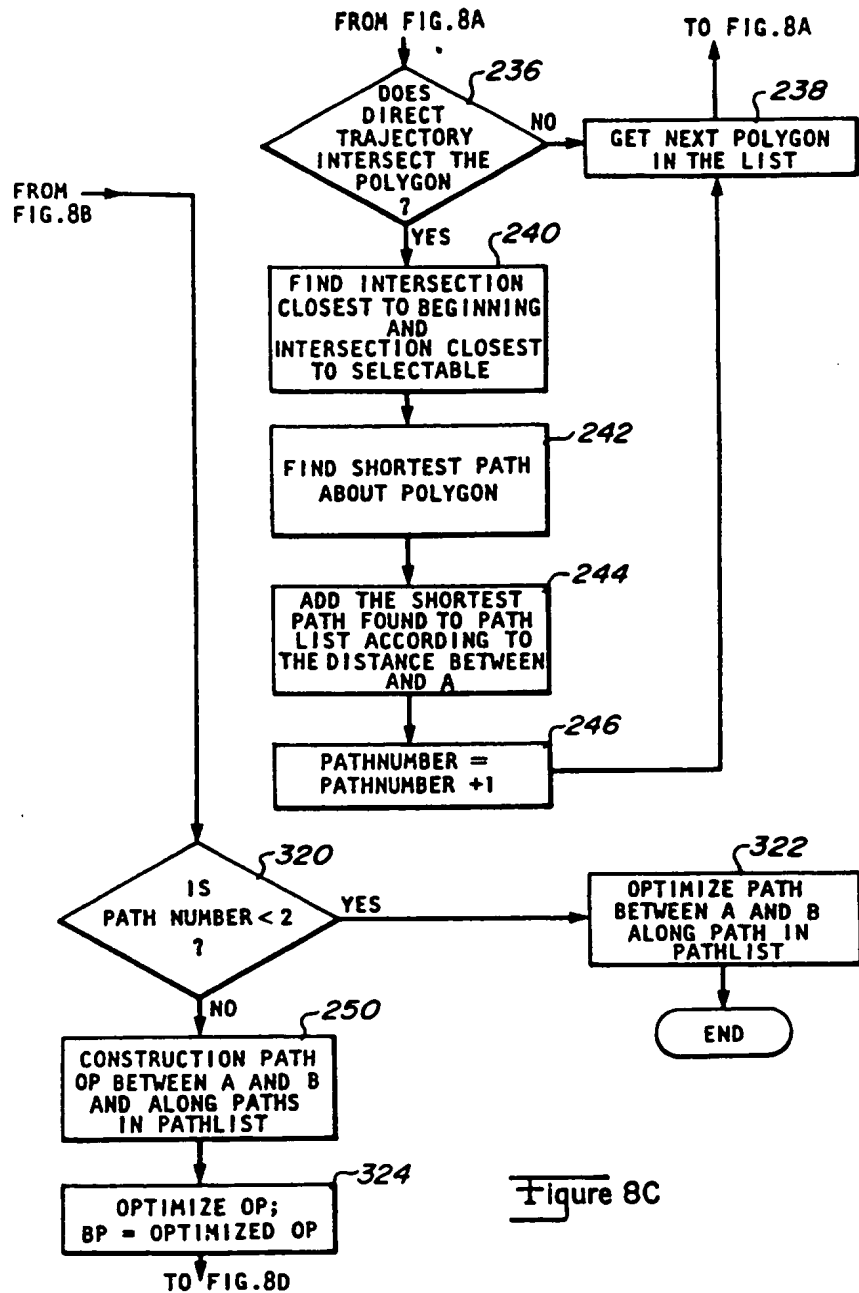 FROM FIG.8A
TO FIG.8A
236
DOES
DIRECT
TRAJECTORY
INTERSECT THE
POLYGON
?
NO
238
GET NEXT POLYGON
IN THE LIST
FROM
FIG.8B
YES
240
FIND INTERSECTION
CLOSEST TO BEGINNING
AND
INTERSECTION CLOSEST
TO SELECTABLE
242
FIND SHORTEST PATH
ABOUT POLYGON
244
ADD THE SHORTEST
PATH FOUND TO PATH
LIST ACCORDING TO
THE DISTANCE BETWEEN
AND A
246
PATHNUMBER =
PATHNUMBER +1
320
IS
PATH NUMBER < 2
?
YES
322
OPTIMIZE PATH
BETWEEN A AND B
ALONG PATH IN
PATHLIST
END
NO
250
CONSTRUCTION PATH
OP BETWEEN A AND B
AND ALONG PATHS
IN PATHLIST
324
OPTIMIZE OP;
BP = OPTIMIZED OP
TO FIG.8D
Figure 8C